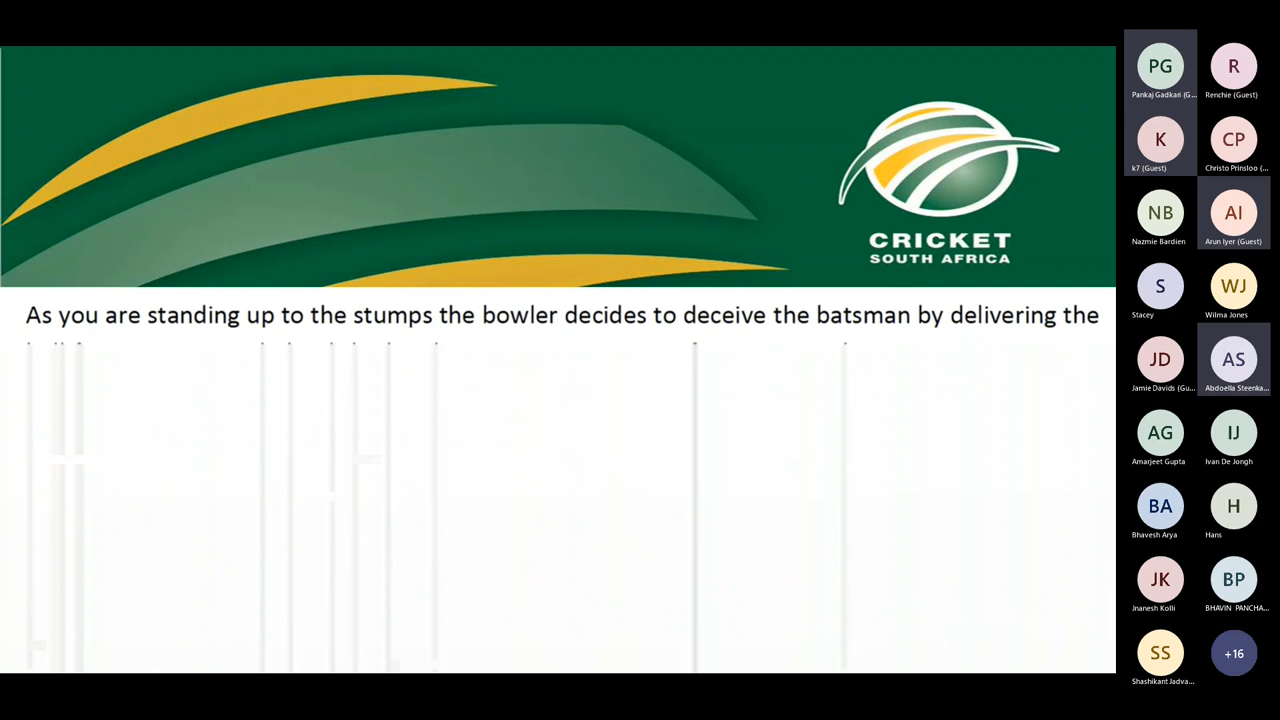 CRICKET
SOUTH AFRICA
As you are standing up to the stumps the bowler decides to deceive the batsman by delivering the
PG
Pankaj Gadkari (G...
R
Renchie (Guest)
K
k7 (Guest)
CP
Christo Prinsloo (...
NB
Nazmie Bardien
AI
Arun Iyer (Guest)
S
Stacey
WJ
Wilma Jones
JD
Jamie Davids (Gu...
AS
Abdoella Steenka...
AG
Amarjeet Gupta
IJ
Ivan De Jongh
BA
Bhavesh Arya
H
Hans
JK
Jnanesh Kolli
BP
BHAVIN PANCHA...
SS
Shashikant Jadva...
+16